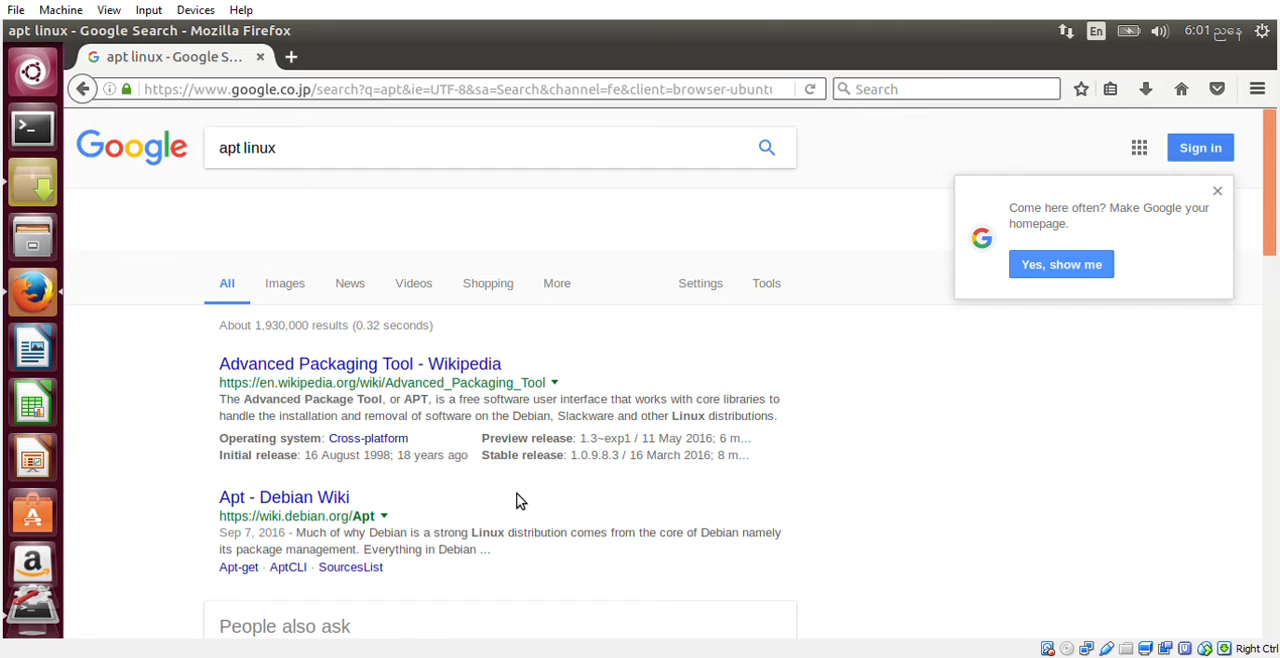 File Machine View Input Devices Help
apt linux - Google Search - Mozilla Firefox
En
6:01 ညနေ
apt linux - Google S...
https://www.google.co.jp/search?q=apt&ie=UTF-8&sa=Search&channel=fe&client=browser-ubuntu
Search
Google
apt linux
Sign in
Come here often? Make Google your
homepage.
Yes, show me
All Images News Videos Shopping More Settings Tools
About 1,930,000 results (0.32 seconds)
Advanced Packaging Tool - Wikipedia
https://en.wikipedia.org/wiki/Advanced_Packaging_Tool
The Advanced Package Tool, or APT, is a free software user interface that works with core libraries to
handle the installation and removal of software on the Debian, Slackware and other Linux distributions.
Operating system: Cross-platform Preview release: 1.3~exp1 / 11 May 2016; 6 m...
Initial release: 16 August 1998; 18 years ago Stable release: 1.0.9.8.3 / 16 March 2016; 8 m...
Apt - Debian Wiki
https://wiki.debian.org/Apt
Sep 7, 2016 - Much of why Debian is a strong Linux distribution comes from the core of Debian namely
its package management. Everything in Debian ...
Apt-get · AptCLI · SourcesList
People also ask
Right Ctrl